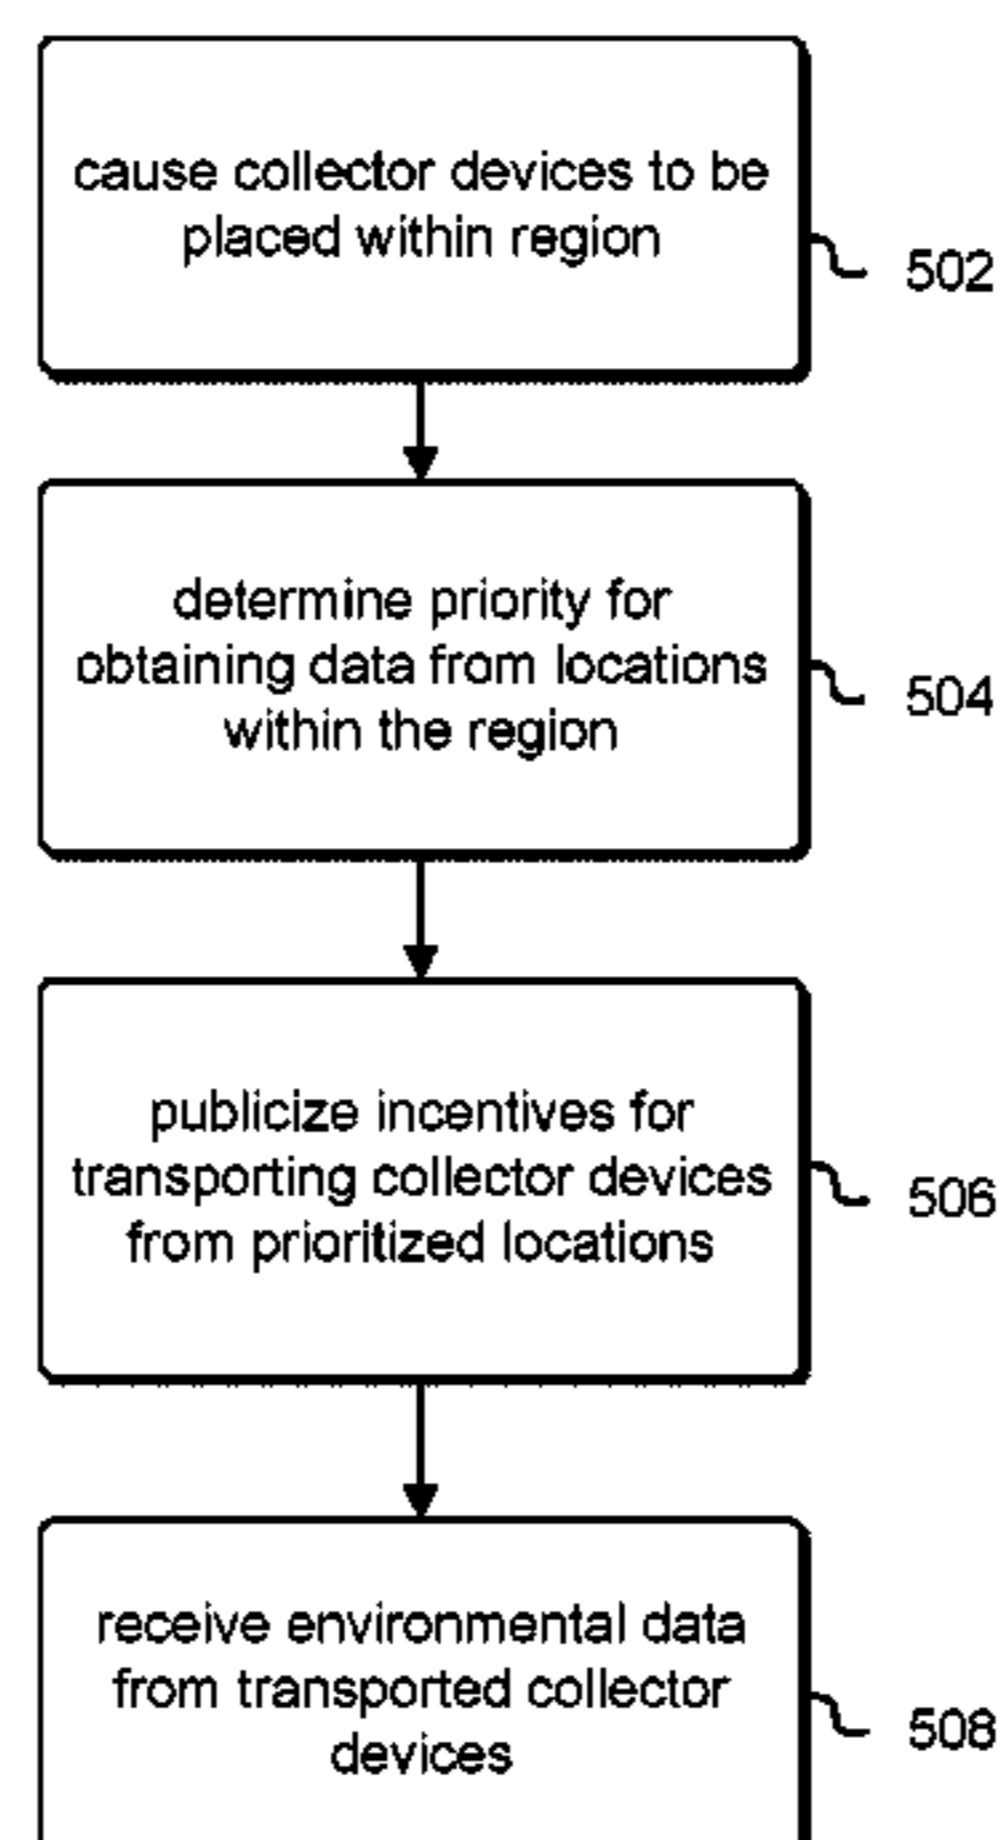 cause collector devices to be
placed within region
502
determine priority for
obtaining data from locations
within the region
504
publicize incentives for
transporting collector devices
from prioritized locations
506
receive environmental data
from transported collector
devices
508